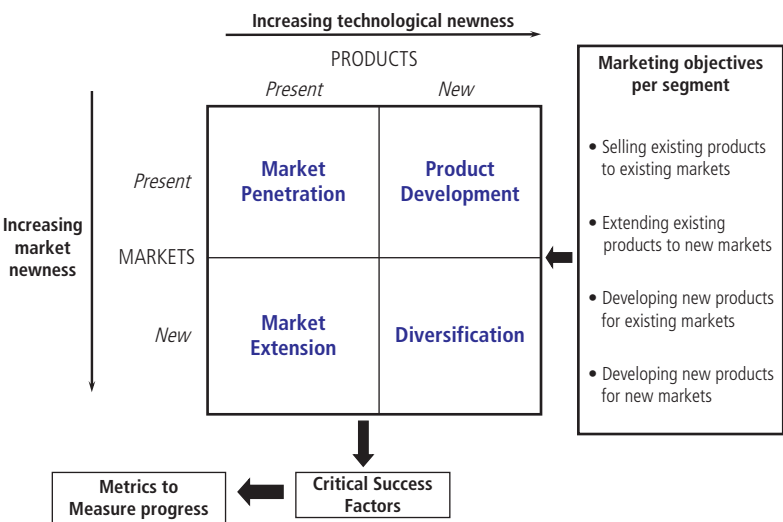 Increasing technological newness
PRODUCTS
Present
New
Increasing
market
newness
Present
MARKETS
New
Market
Penetration
Product
Development
Market
Extension
Diversification
Marketing objectives
per segment
• Selling existing products
to existing markets
• Extending existing
products to new markets
• Developing new products
for existing markets
• Developing new products
for new markets
Critical Success
Factors
Metrics to
Measure progress